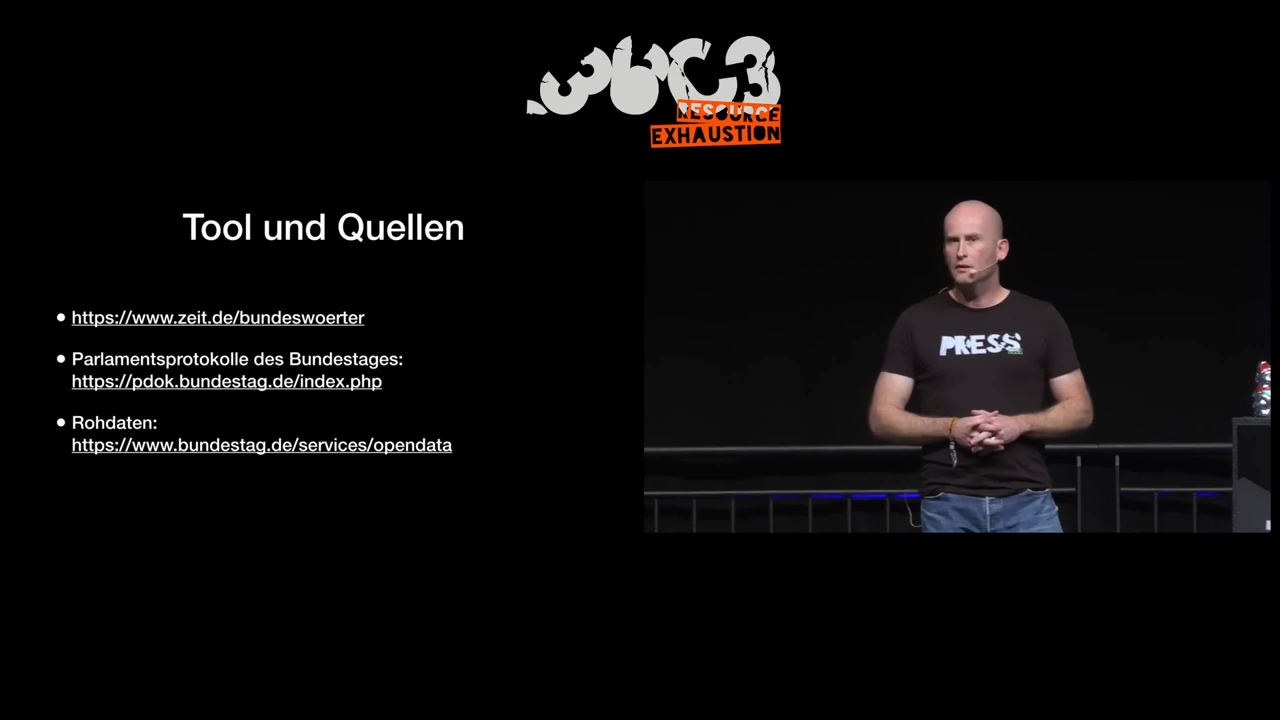 36C3
RESOURCE
EXHAUSTION
Tool und Quellen
• https://www.zeit.de/bundeswoerter
• Parlamentsprotokolle des Bundestages:
https://pdok.bundestag.de/index.php
• Rohdaten:
https://www.bundestag.de/services/opendata
PRESS